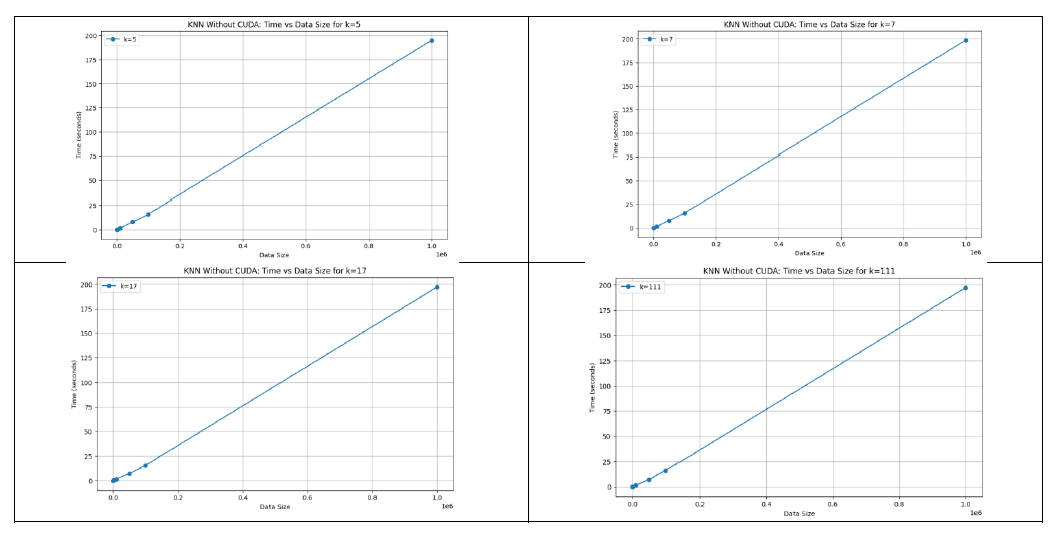 KNN Without CUDA: Time vs Data Size for k=5
k=5
200
175
150
125
100
75
50
25
0
Time (seconds)
0.0 0.2 0.4 0.6 0.8 1.0
1e6
Data Size
KNN Without CUDA: Time vs Data Size for k=7
k=7
200
175
150
125
100
75
50
25
0
Time (seconds)
0.0 0.2 0.4 0.6 0.8 1.0
1e6
Data Size
KNN Without CUDA: Time vs Data Size for k=17
k=17
200
175
150
125
100
75
50
25
0
Time (seconds)
0.0 0.2 0.4 0.6 0.8 1.0
1e6
Data Size
KNN Without CUDA: Time vs Data Size for k=111
k=111
200
175
150
125
100
75
50
25
0
Time (seconds)
0.0 0.2 0.4 0.6 0.8 1.0
1e6
Data Size